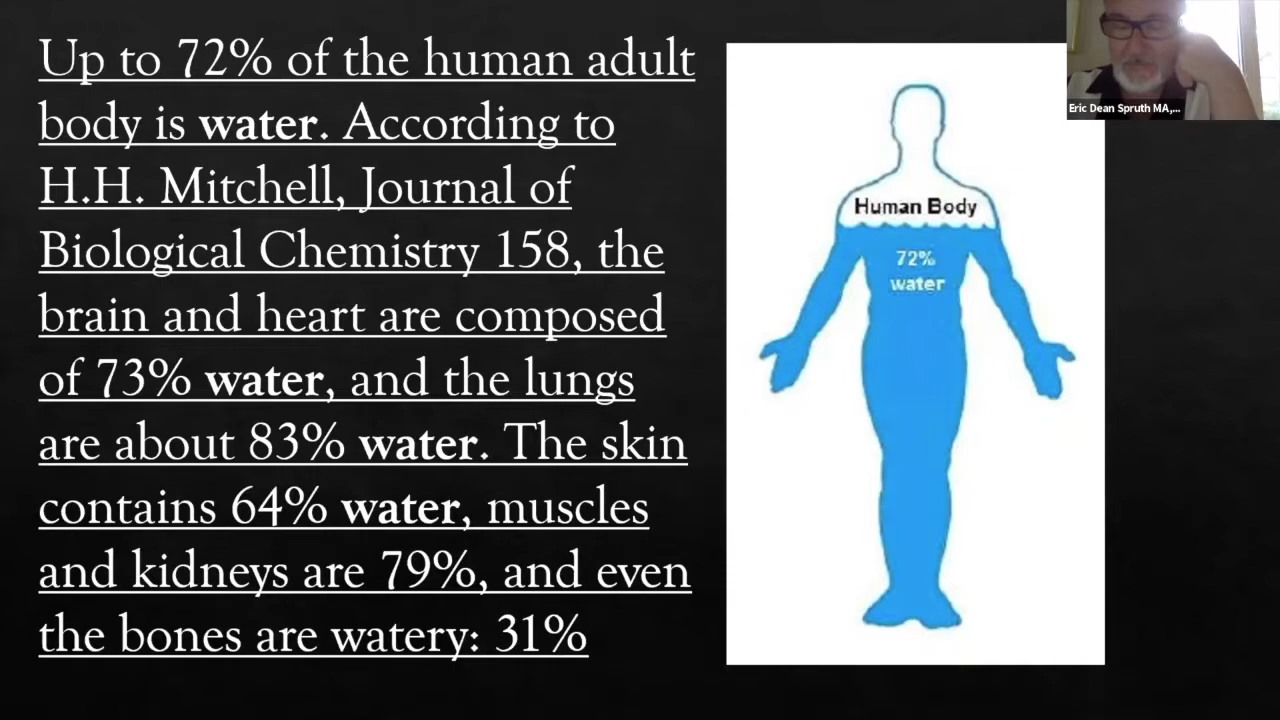 Up to 72% of the human adult
body is water. According to
H.H. Mitchell, Journal of
Biological Chemistry 158, the
brain and heart are composed
of 73% water, and the lungs
are about 83% water. The skin
contains 64% water, muscles
and kidneys are 79%, and even
the bones are watery: 31%
Human Body
72%
water
Eric Dean Spruth MA,...